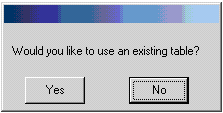 Would you like to use an existing table?
Yes
No